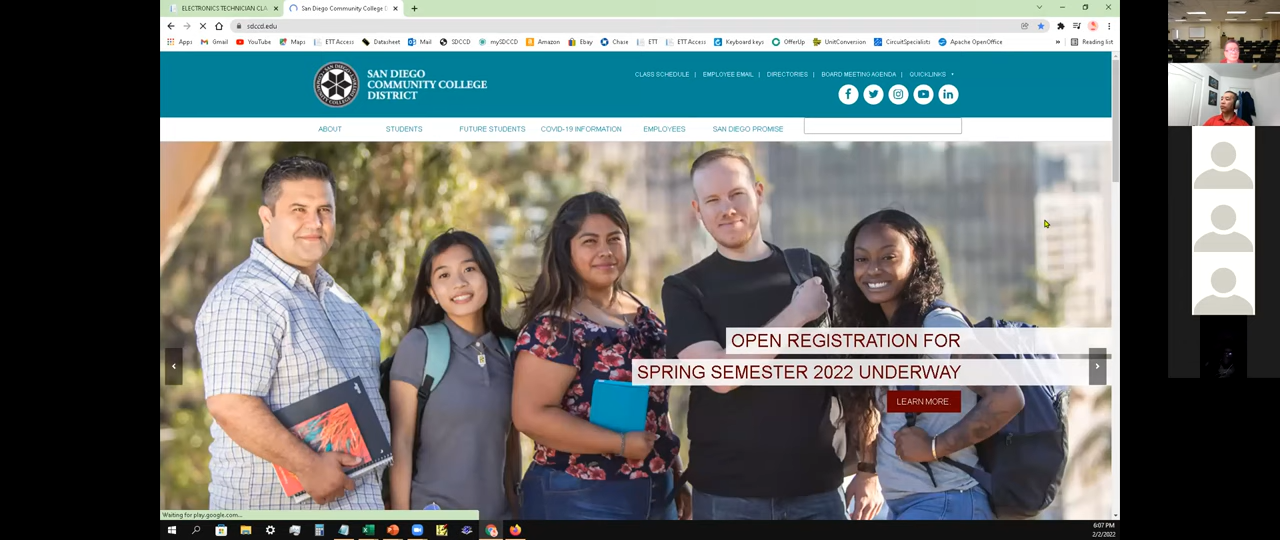 ELECTRONICS TECHNICIAN CLA
San Diego Community College D
sdccd.edu
Apps
Gmail
YouTube
Maps
ETT Access
Datasheet
Mail
SDCCD
mySDCCD
Amazon
Ebay
Chase
ETT
ETT Access
Keyboard keys
OfferUp
UnitConversion
CircuitSpecialists
Apache OpenOffice
»
Reading list
SAN DIEGO
COMMUNITY COLLEGE
DISTRICT
CLASS SCHEDULE | EMPLOYEE EMAIL | DIRECTORIES | BOARD MEETING AGENDA | QUICKLINKS
ABOUT STUDENTS FUTURE STUDENTS COVID-19 INFORMATION EMPLOYEES SAN DIEGO PROMISE
OPEN REGISTRATION FOR
SPRING SEMESTER 2022 UNDERWAY
LEARN MORE.
Waiting for play.google.com...
6:07 PM
2/2/2022